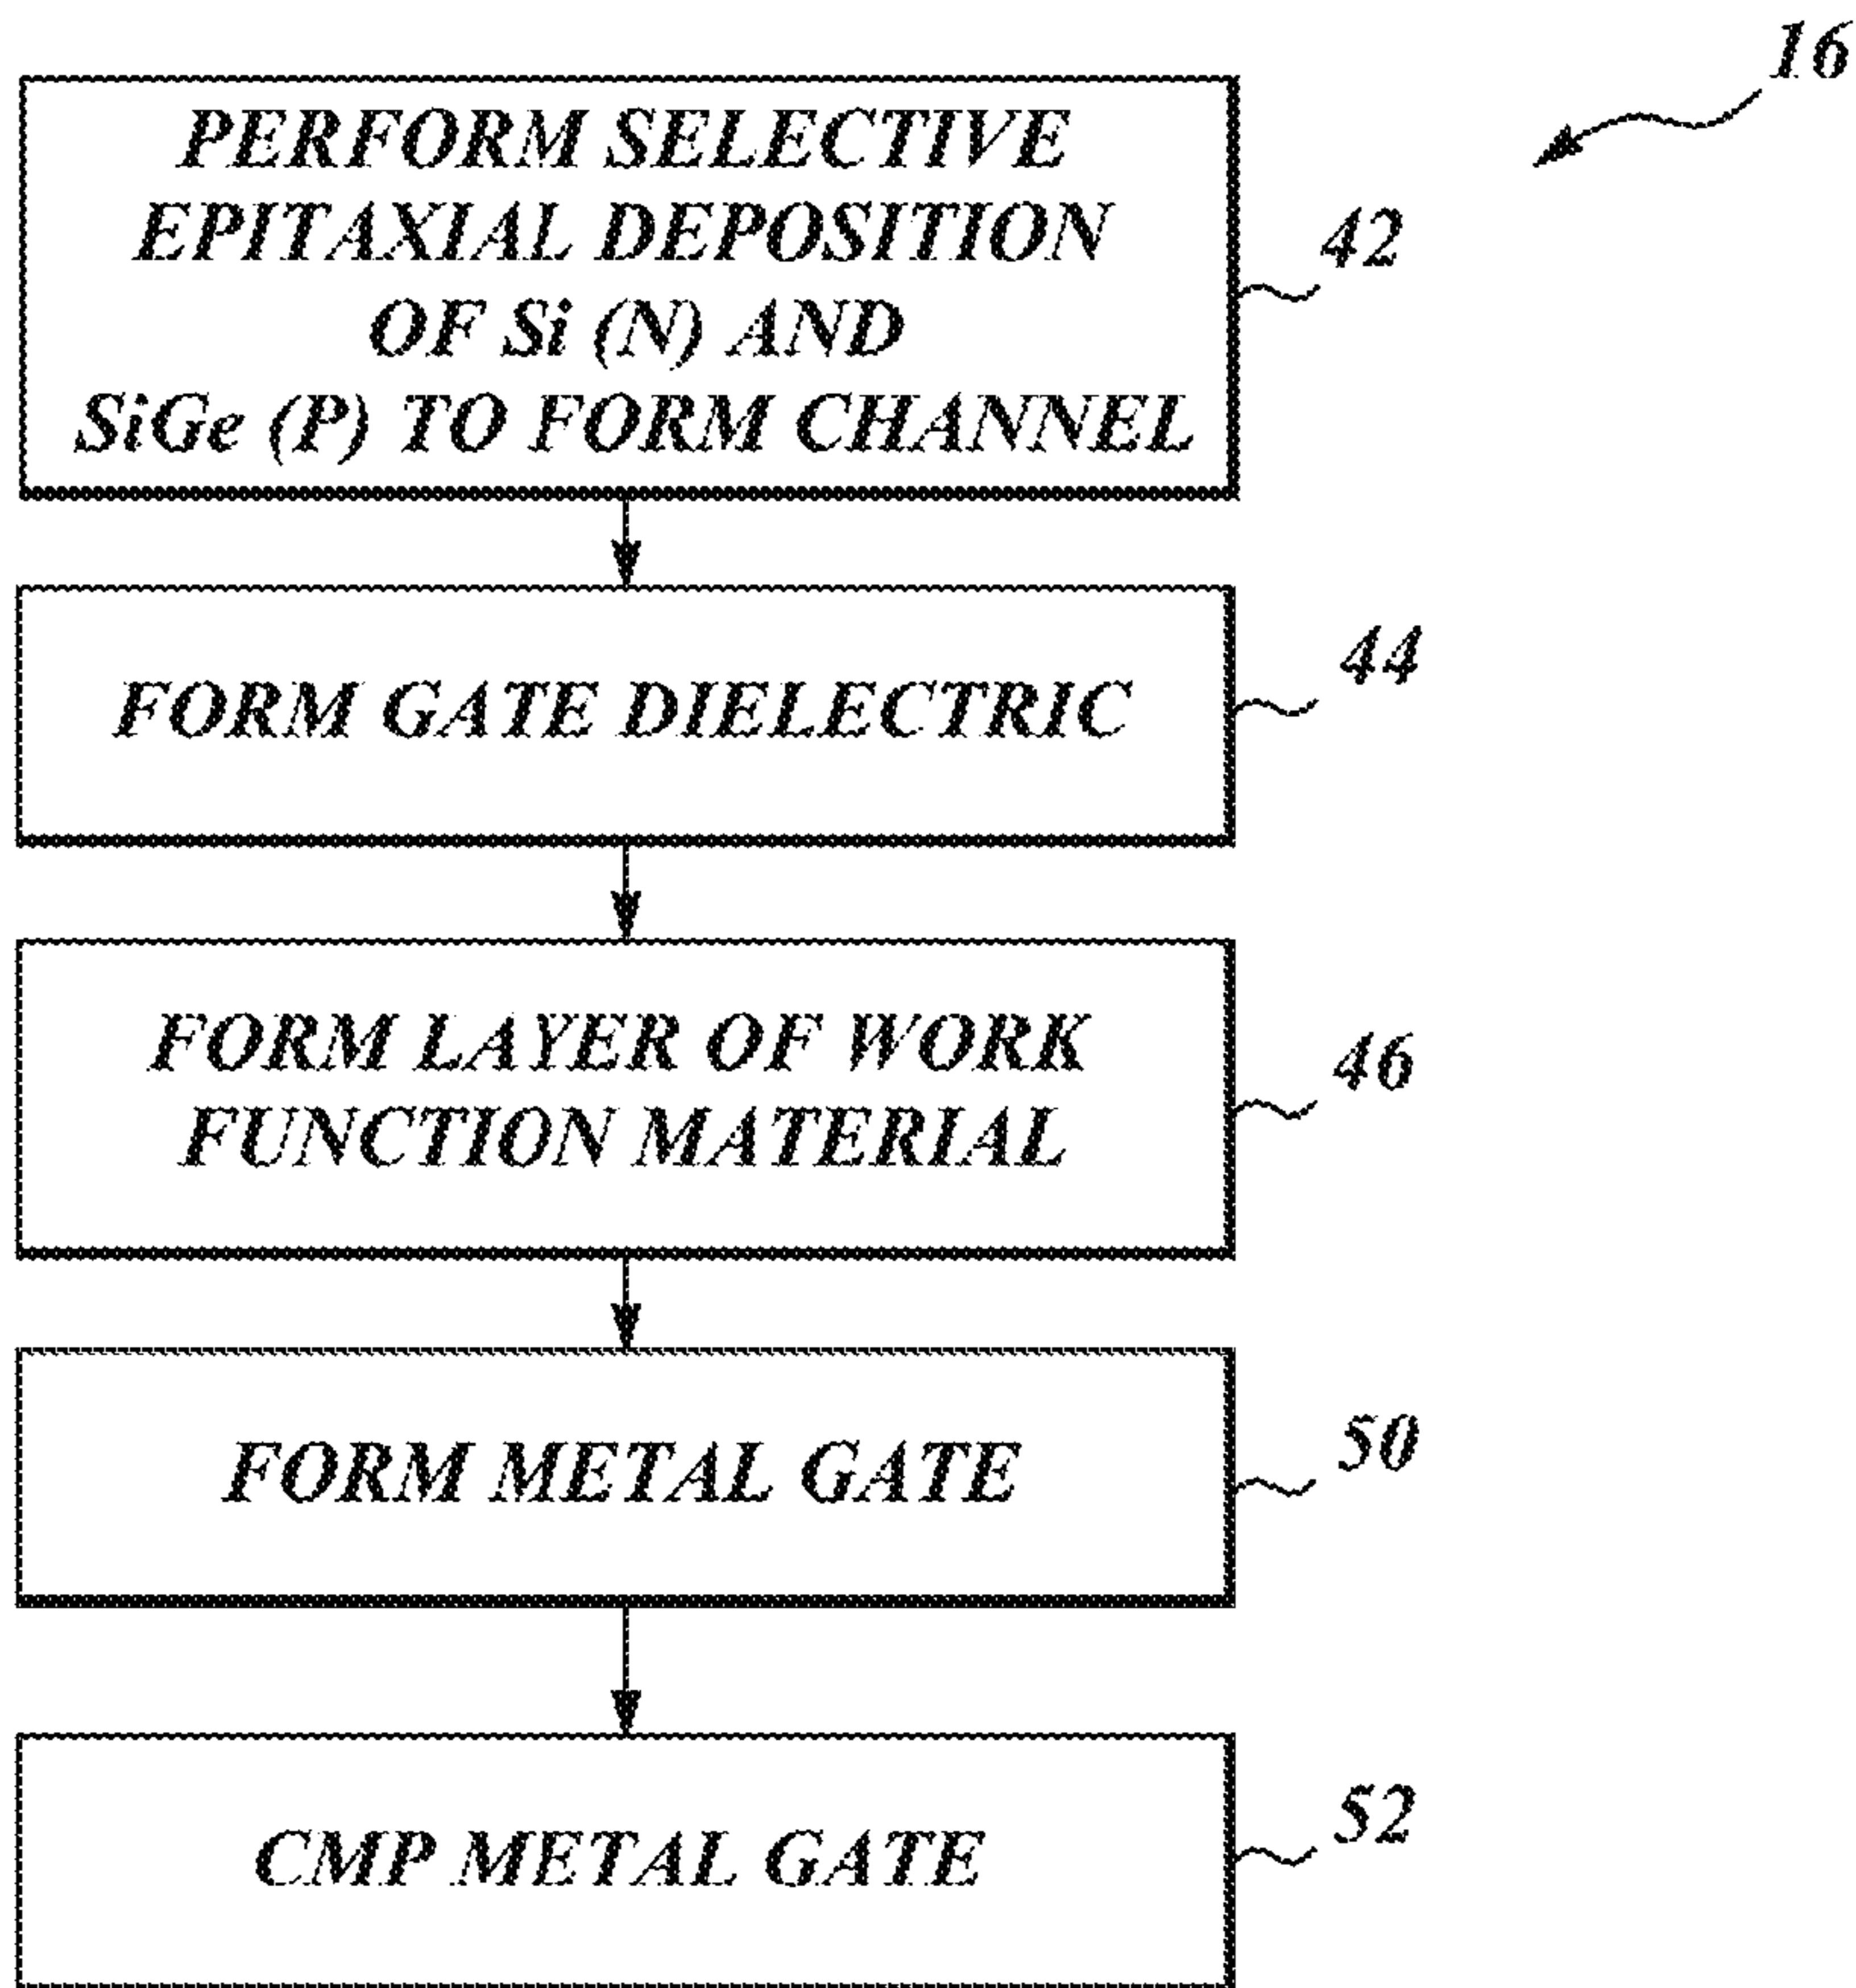 16
PERFORM SELECTIVE
EPITAXIAL DEPOSITION
OF Si (N) AND
SiGe (P) TO FORM CHANNEL
42
FORM GATE DIELECTRIC
44
FORM LAYER OF WORK
FUNCTION MATERIAL
46
FORM METAL GATE
50
CMP METAL GATE
52